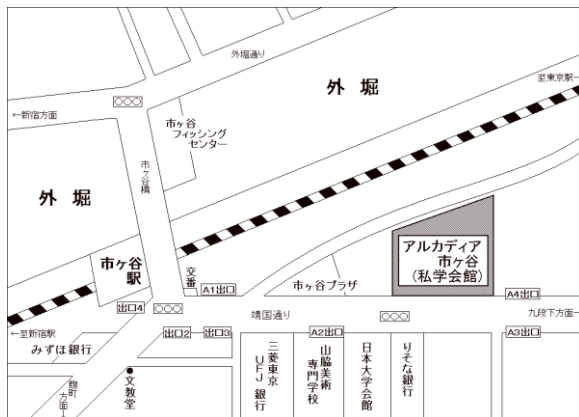 外堀通り
外　堀
至東京駅→
←新宿方面
市ヶ谷
フィッシング
センター
市ヶ谷橋
外　堀
アルカディア
市ヶ谷
(私学会館)
市ヶ谷
駅
交番
A1出口
市ヶ谷プラザ
A4出口
出口4
靖国通り
九段下方面→
←至新宿駅
出口2
出口3
A2出口
A3出口
みずほ銀行
麹町
方面→
文教堂
三菱東京
UFJ銀行
山脇美術
専門学校
日本大学会館
りそな銀行